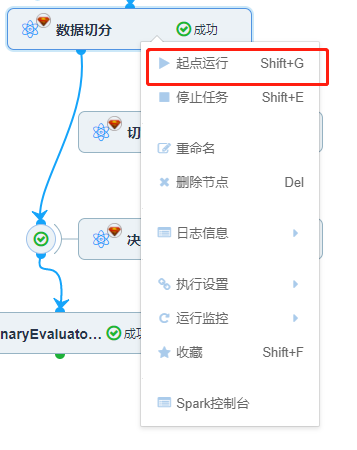 数据切分 成功
起点运行 Shift+G
停止任务 Shift+E
切
重命名
删除节点 Del
决
日志信息
执行设置
运行监控
naryEvaluato... 成功
收藏 Shift+F
Spark控制台